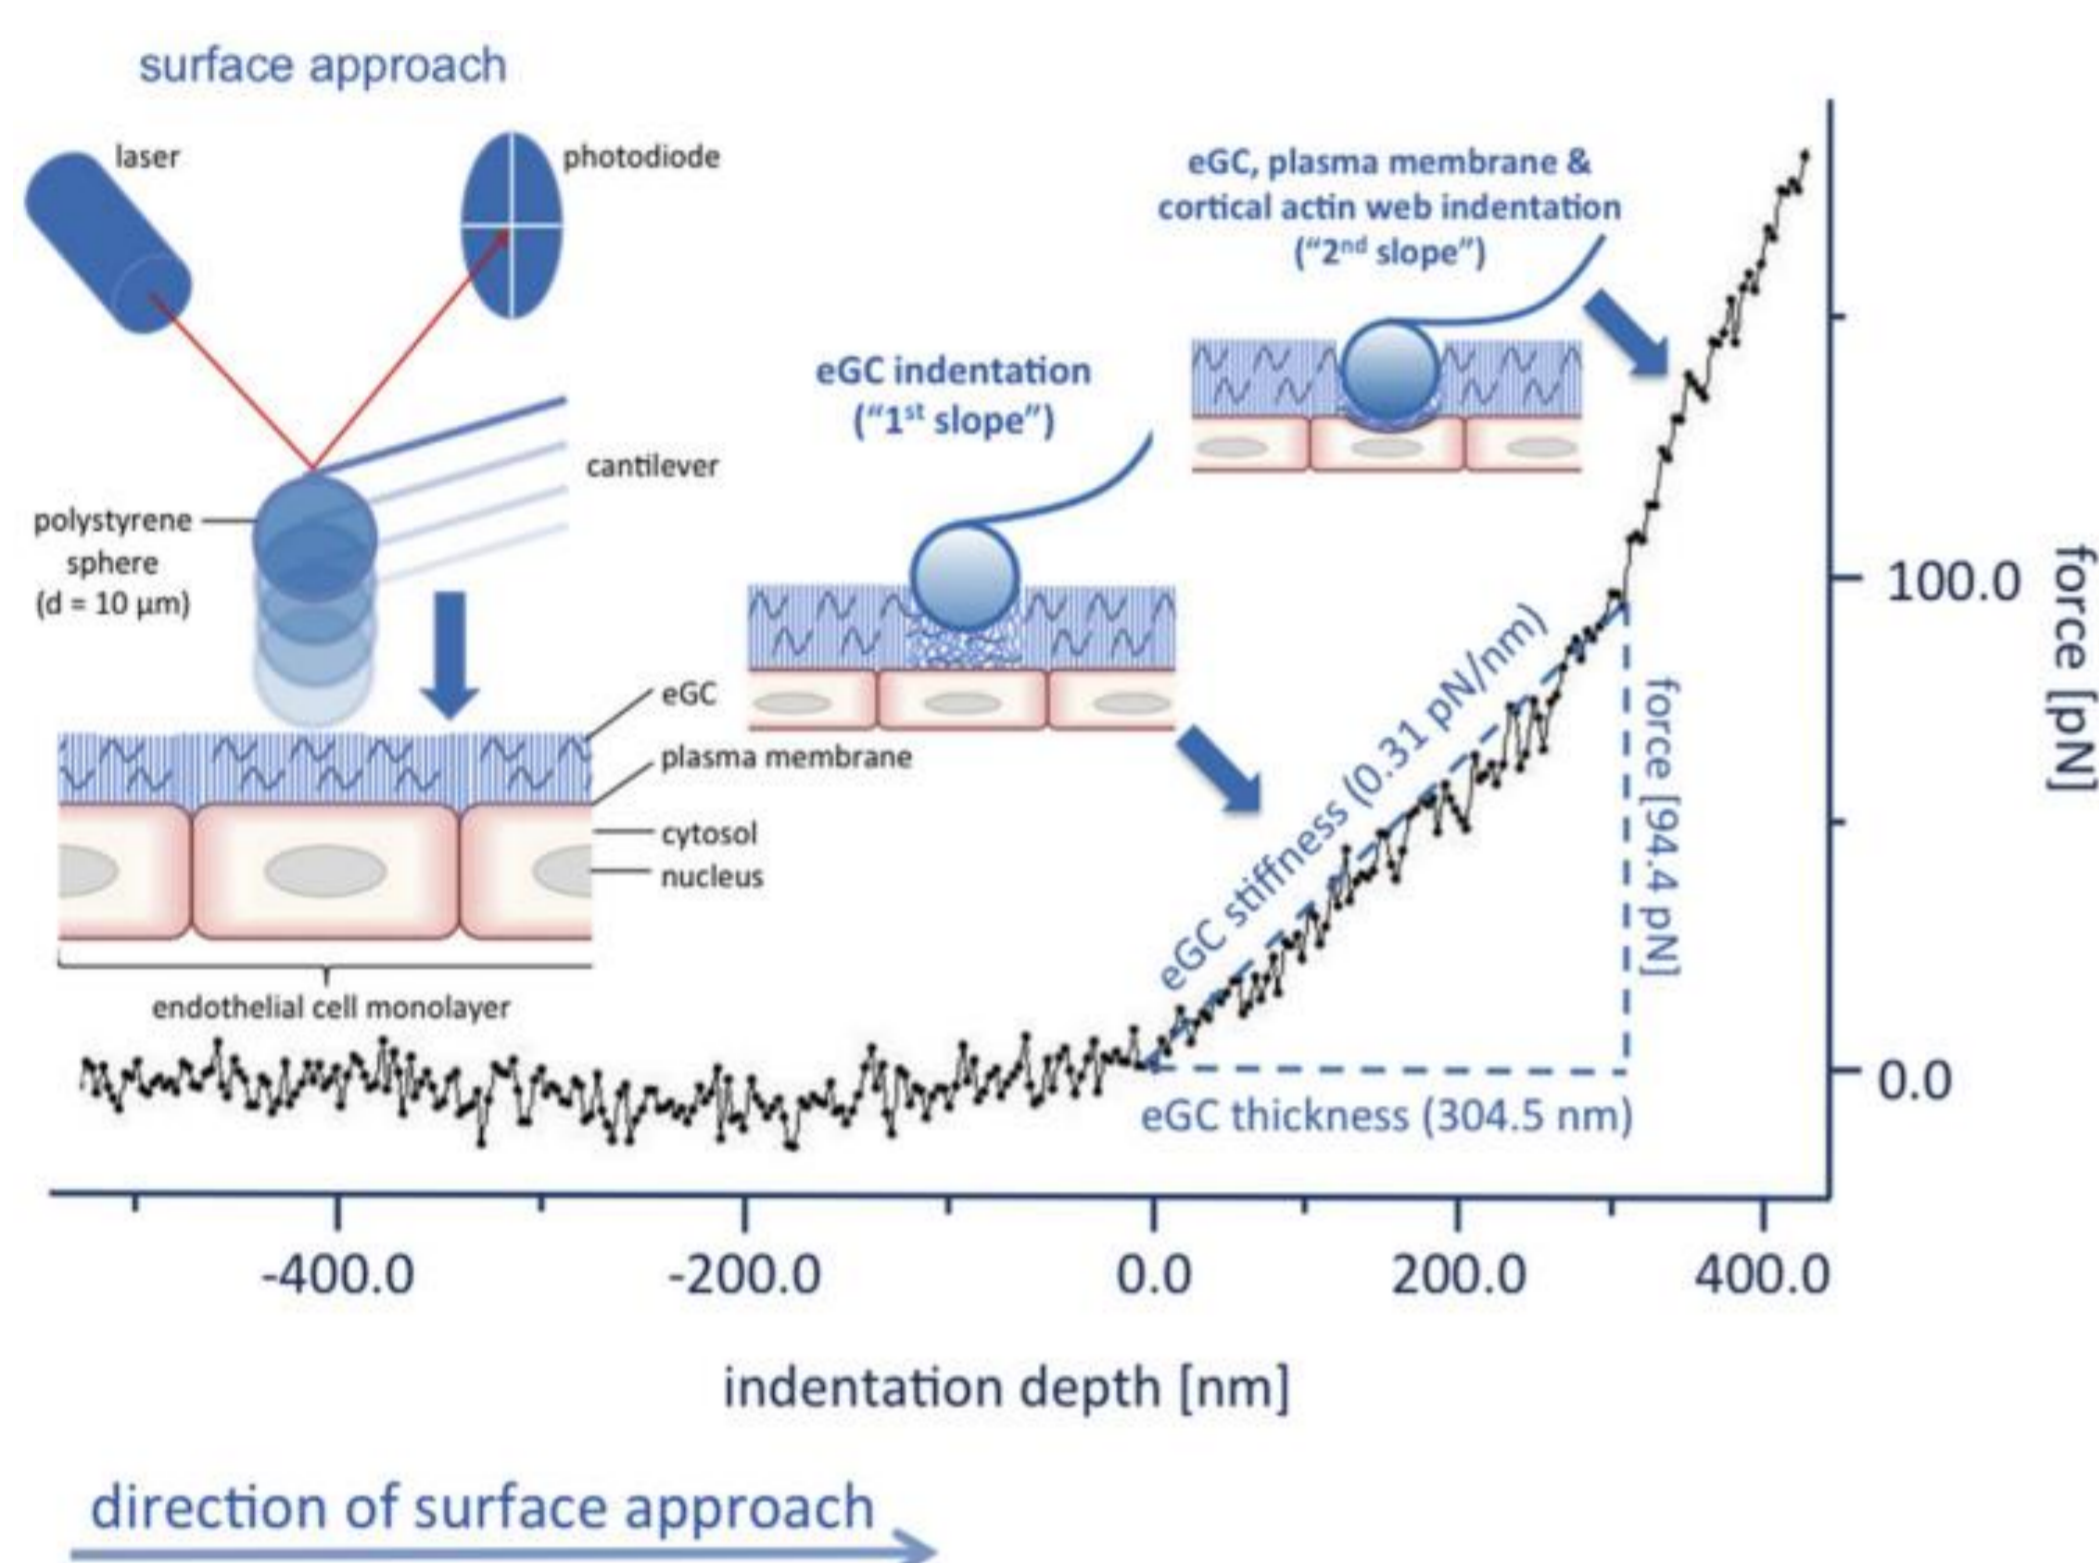 surface approach
laser
photodiode
cantilever
polystyrene
sphere
(d = 10 µm)
eGC
plasma membrane
cytosol
nucleus
endothelial cell monolayer
eGC indentation
("1st slope")
eGC, plasma membrane &
cortical actin web indentation
("2nd slope")
eGC stiffness (0.31 pN/nm)
force [94.4 pN]
eGC thickness (304.5 nm)
100.0
0.0
force [pN]
-400.0
-200.0
0.0
200.0
400.0
indentation depth [nm]
direction of surface approach